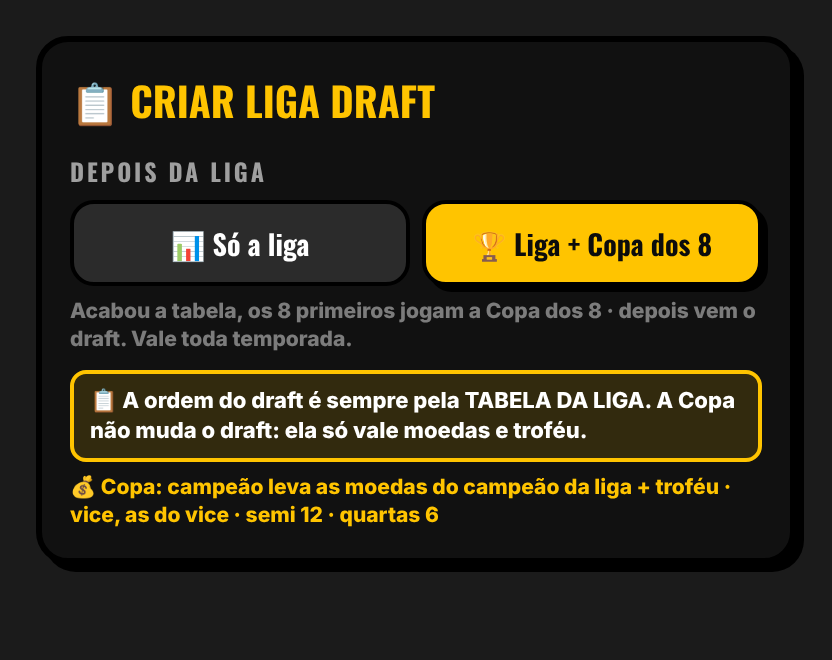 📋 CRIAR LIGA DRAFT
DEPOIS DA LIGA
📊 Só a liga
🏆 Liga + Copa dos 8
Acabou a tabela, os 8 primeiros jogam a Copa dos 8 · depois vem o
draft. Vale toda temporada.
📋 A ordem do draft é sempre pela TABELA DA LIGA. A Copa
não muda o draft: ela só vale moedas e troféu.
💰 Copa: campeão leva as moedas do campeão da liga + troféu ·
vice, as do vice · semi 12 · quartas 6